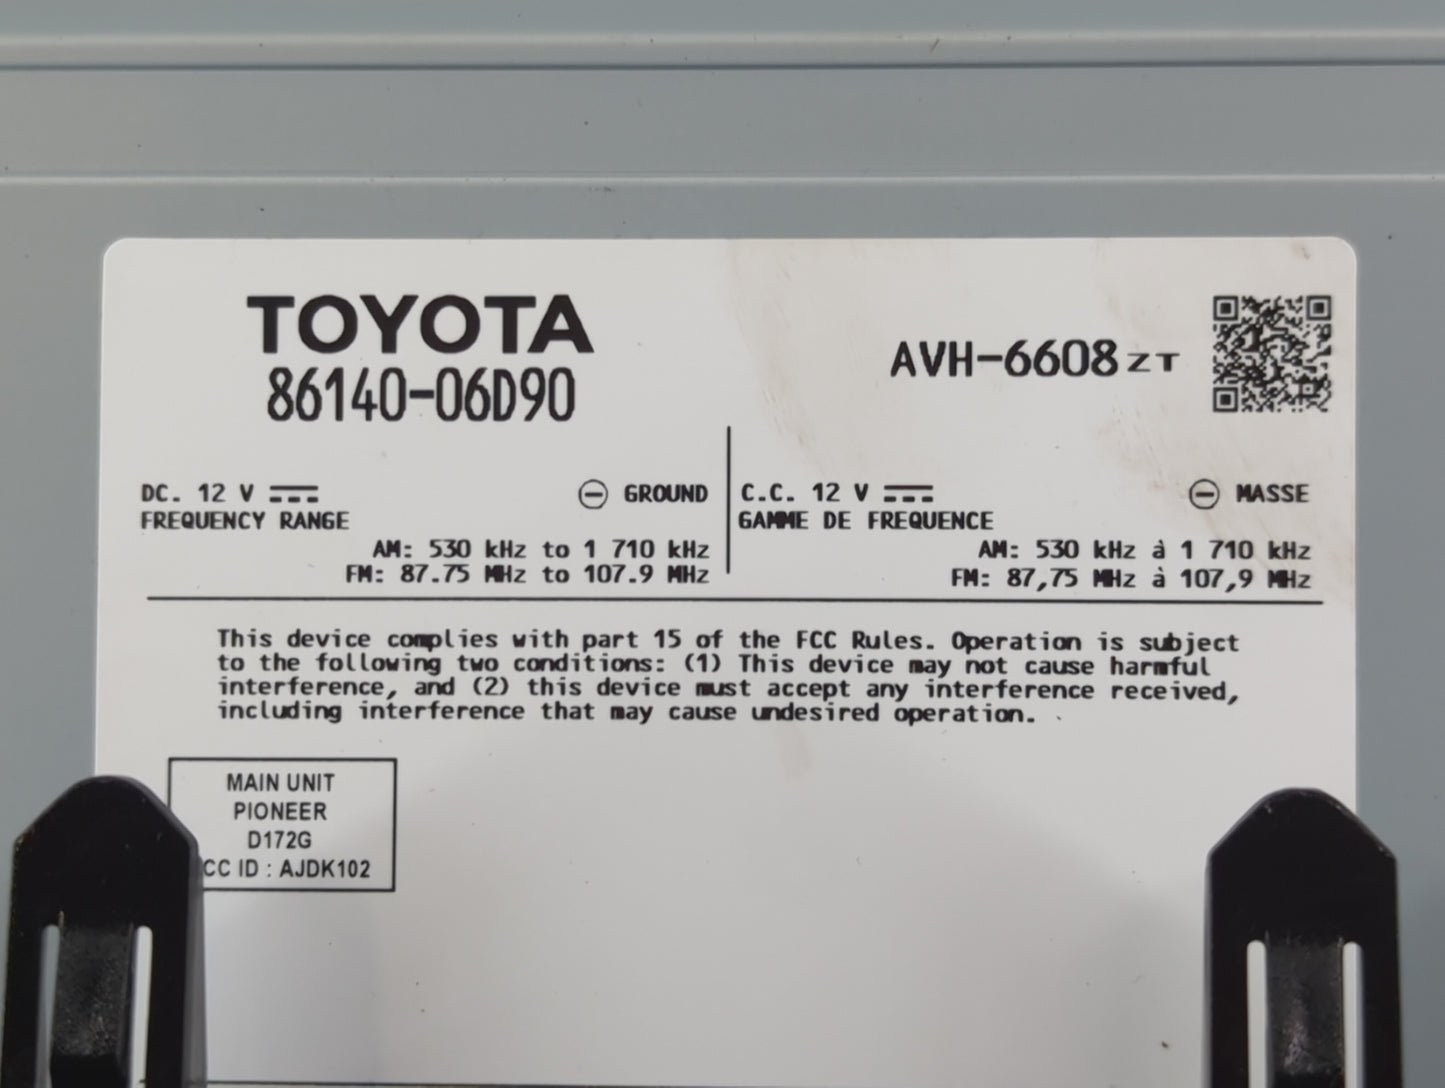 TOYOTA
86140-06D90
AVH-6608ZT
DC. 12 V
GROUND
FREQUENCY RANGE
AM: 530 kHz to 1 710 kHz
FM: 87.75 MHz to 107.9 MHz
C.C. 12 V
MASSE
GAMME DE FREQUENCE
AM: 530 kHz à 1 710 kHz
FM: 87,75 MHz à 107,9 MHz
This device complies with part 15 of the FCC Rules. Operation is subject
to the following two conditions: (1) This device may not cause harmful
interference, and (2) this device must accept any interference received,
including interference that may cause undesired operation.
MAIN UNIT
PIONEER
D172G
CC ID : AJDK102